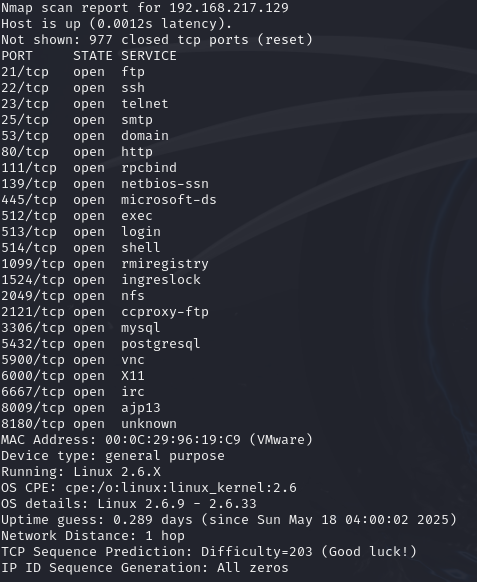 Nmap scan report for 192.168.217.129
Host is up (0.0012s latency).
Not shown: 977 closed tcp ports (reset)
PORT     STATE SERVICE
21/tcp   open  ftp
22/tcp   open  ssh
23/tcp   open  telnet
25/tcp   open  smtp
53/tcp   open  domain
80/tcp   open  http
111/tcp  open  rpcbind
139/tcp  open  netbios-ssn
445/tcp  open  microsoft-ds
512/tcp  open  exec
513/tcp  open  login
514/tcp  open  shell
1099/tcp open  rmiregistry
1524/tcp open  ingreslock
2049/tcp open  nfs
2121/tcp open  ccproxy-ftp
3306/tcp open  mysql
5432/tcp open  postgresql
5900/tcp open  vnc
6000/tcp open  X11
6667/tcp open  irc
8009/tcp open  ajp13
8180/tcp open  unknown
MAC Address: 00:0C:29:96:19:C9 (VMware)
Device type: general purpose
Running: Linux 2.6.X
OS CPE: cpe:/o:linux:linux_kernel:2.6
OS details: Linux 2.6.9 - 2.6.33
Uptime guess: 0.289 days (since Sun May 18 04:00:02 2025)
Network Distance: 1 hop
TCP Sequence Prediction: Difficulty=203 (Good luck!)
IP ID Sequence Generation: All zeros